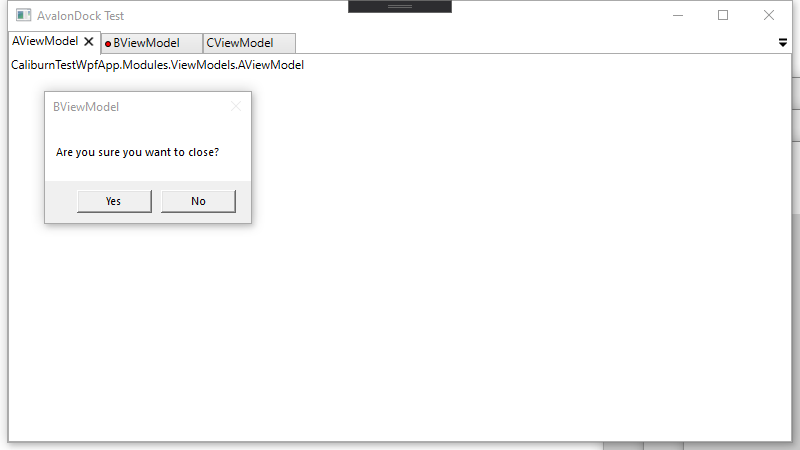 AvalonDock Test
AViewModel BViewModel CViewModel
CaliburnTestWpfApp.Modules.ViewModels.AViewModel
BViewModel
Are you sure you want to close?
Yes No